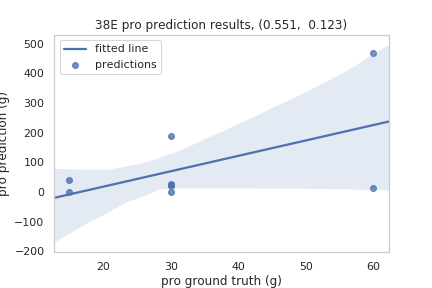 38E pro prediction results, (0.551,  0.123)
fitted line
predictions
500
400
300
200
100
0
−100
−200
pro prediction (g)
20
30
40
50
60
pro ground truth (g)